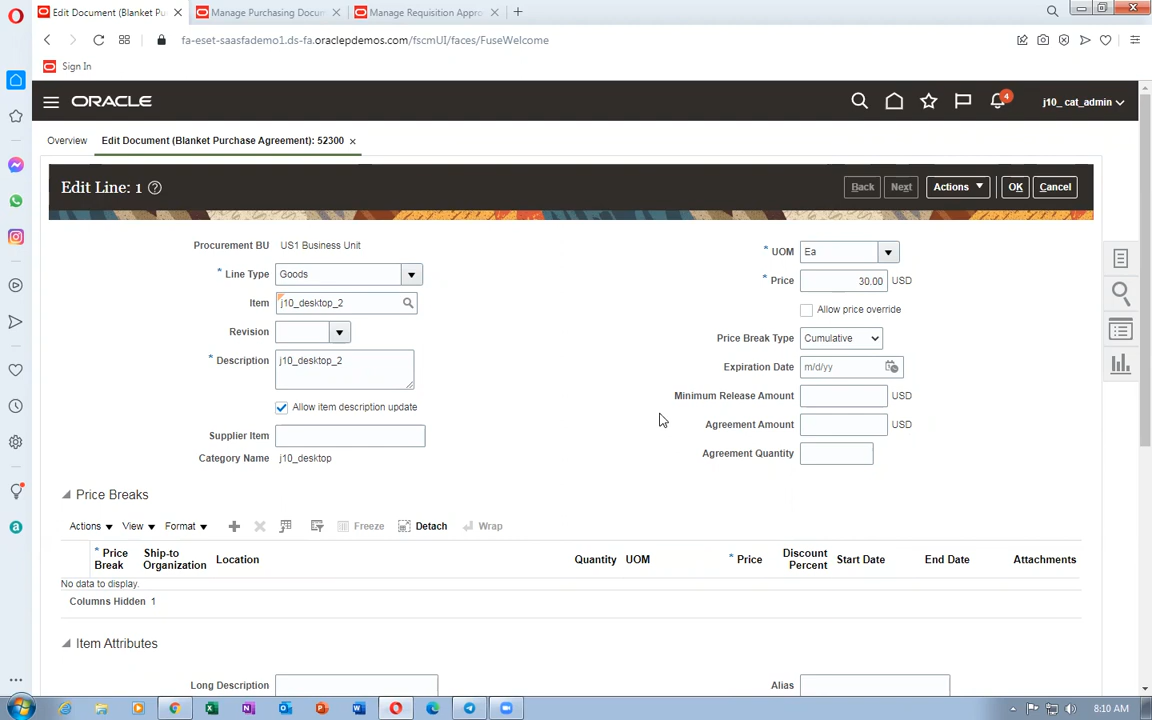 Edit Document (Blanket Pu
Manage Purchasing Docum
Manage Requisition Appro
fa-eset-saasfademo1.ds-fa.oraclepdemos.com/fscmUI/faces/FuseWelcome
Sign In
ORACLE
4
j10_ cat_admin
Overview
Edit Document (Blanket Purchase Agreement): 52300
Edit Line: 1
Back
Next
Actions
OK
Cancel
Procurement BU US1 Business Unit
* Line Type Goods
Item j10_desktop_2
Revision
* Description j10_desktop_2
Allow item description update
Supplier Item
Category Name j10_desktop
* UOM Ea
* Price 30.00 USD
Allow price override
Price Break Type Cumulative
Expiration Date m/d/yy
Minimum Release Amount USD
Agreement Amount USD
Agreement Quantity
Price Breaks
Actions View Format Freeze Detach Wrap
* Price Break
Ship-to Organization
Location
Quantity
UOM
* Price
Discount Percent
Start Date
End Date
Attachments
No data to display.
Columns Hidden 1
Item Attributes
Long Description
Alias
8:10 AM